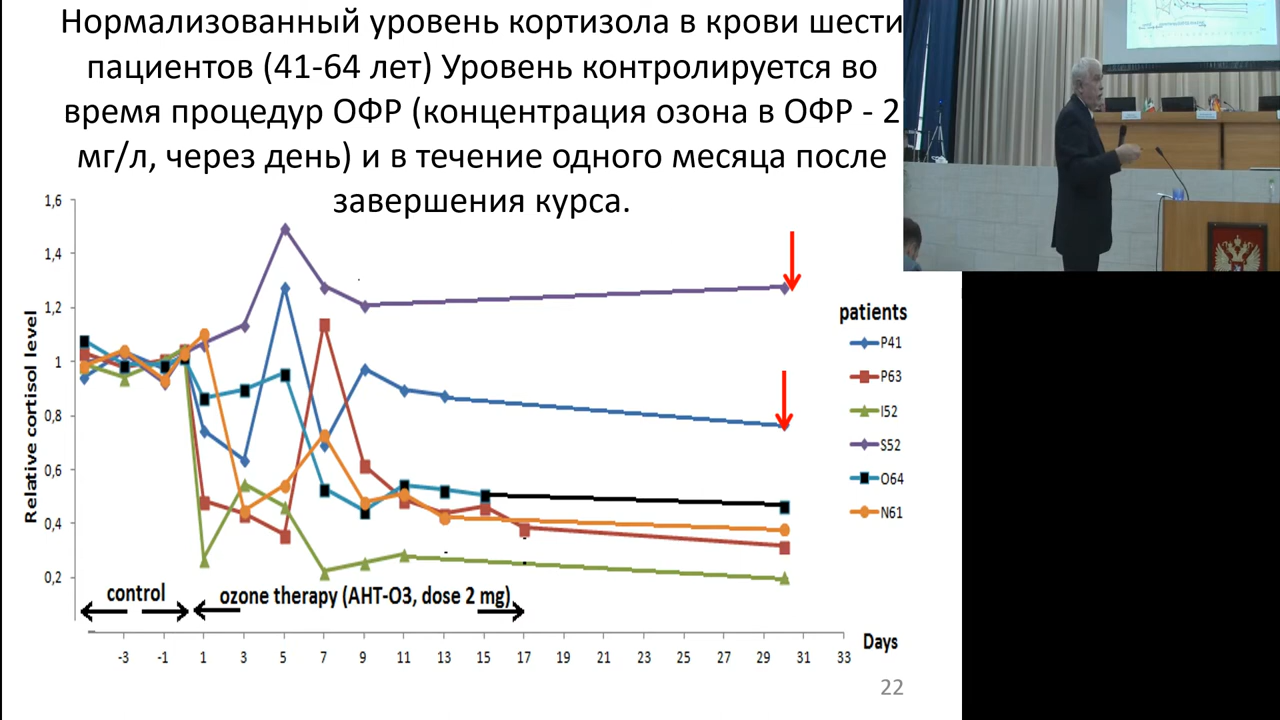 Нормализованный уровень кортизола в крови шести
пациентов (41-64 лет) Уровень контролируется во
время процедур ОФР (концентрация озона в ОФР - 2
мг/л, через день) и в течение одного месяца после
завершения курса.
Relative cortisol level
1,6
1,4
1,2
1
0,8
0,6
0,4
0,2
control
ozone therapy (AHT-O3, dose 2 mg)
-3 -1 1 3 5 7 9 11 13 15 17 19 21 23 25 27 29 31 33
Days
patients
P41
P63
I52
S52
O64
N61
22